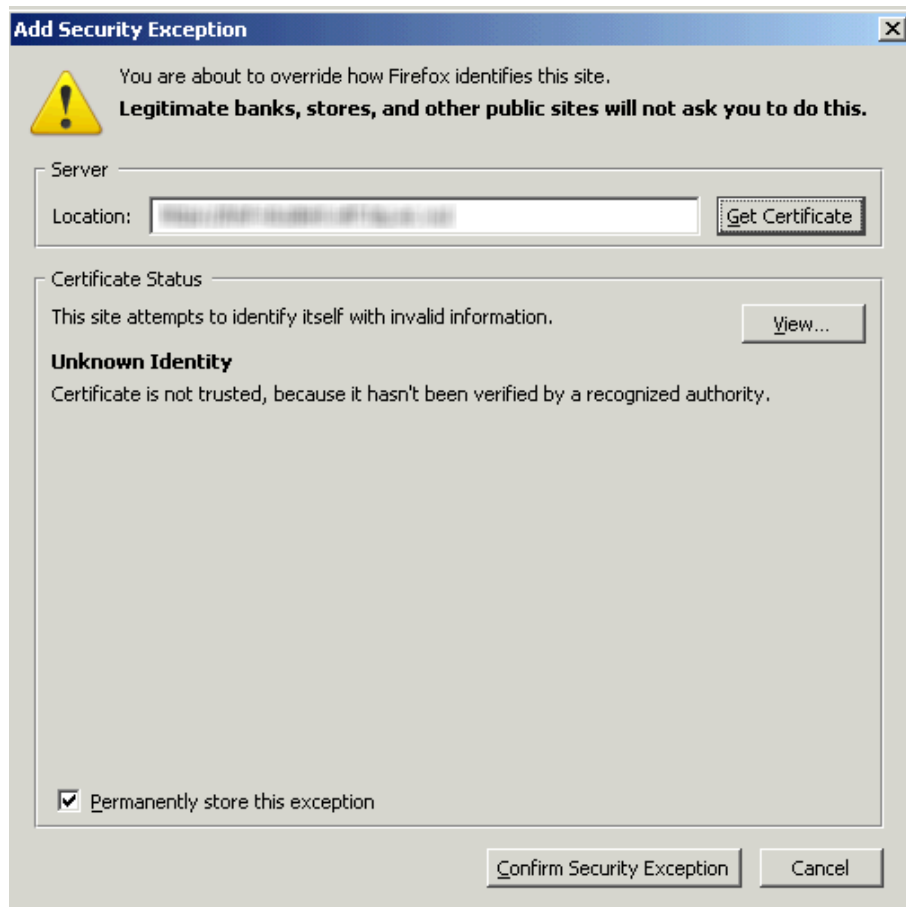 Add Security Exception
You are about to override how Firefox identifies this site.
Legitimate banks, stores, and other public sites will not ask you to do this.
Server
Location:
Get Certificate
Certificate Status
This site attempts to identify itself with invalid information.
View...
Unknown Identity
Certificate is not trusted, because it hasn't been verified by a recognized authority.
Permanently store this exception
Confirm Security Exception
Cancel